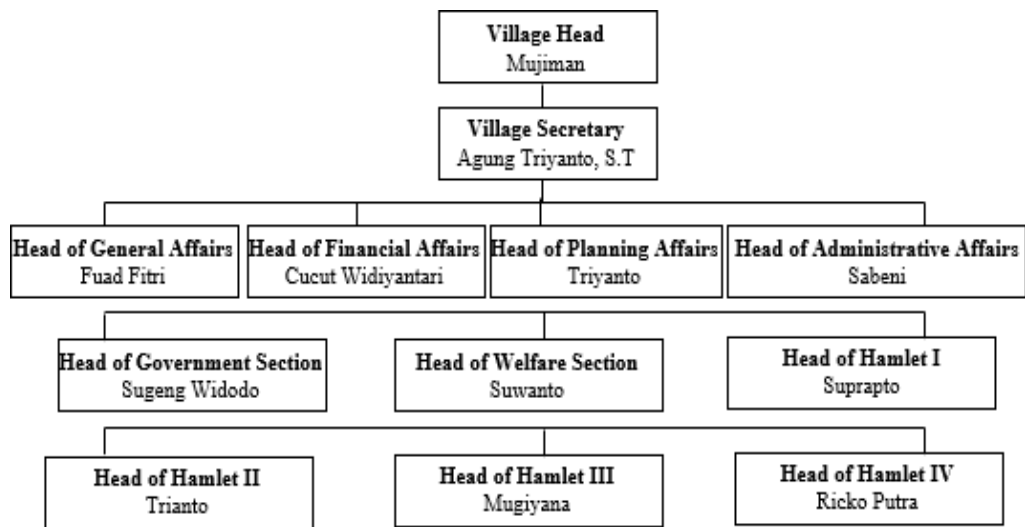 Village Head
Mujiman
Village Secretary
Agung Triyanto, S.T
Head of General Affairs
Fuad Fitri
Head of Financial Affairs
Cucut Widiyantari
Head of Planning Affairs
Triyanto
Head of Administrative Affairs
Sabeni
Head of Government Section
Sugeng Widodo
Head of Welfare Section
Suwanto
Head of Hamlet I
Suprapto
Head of Hamlet II
Trianto
Head of Hamlet III
Mugiyana
Head of Hamlet IV
Ricko Putra